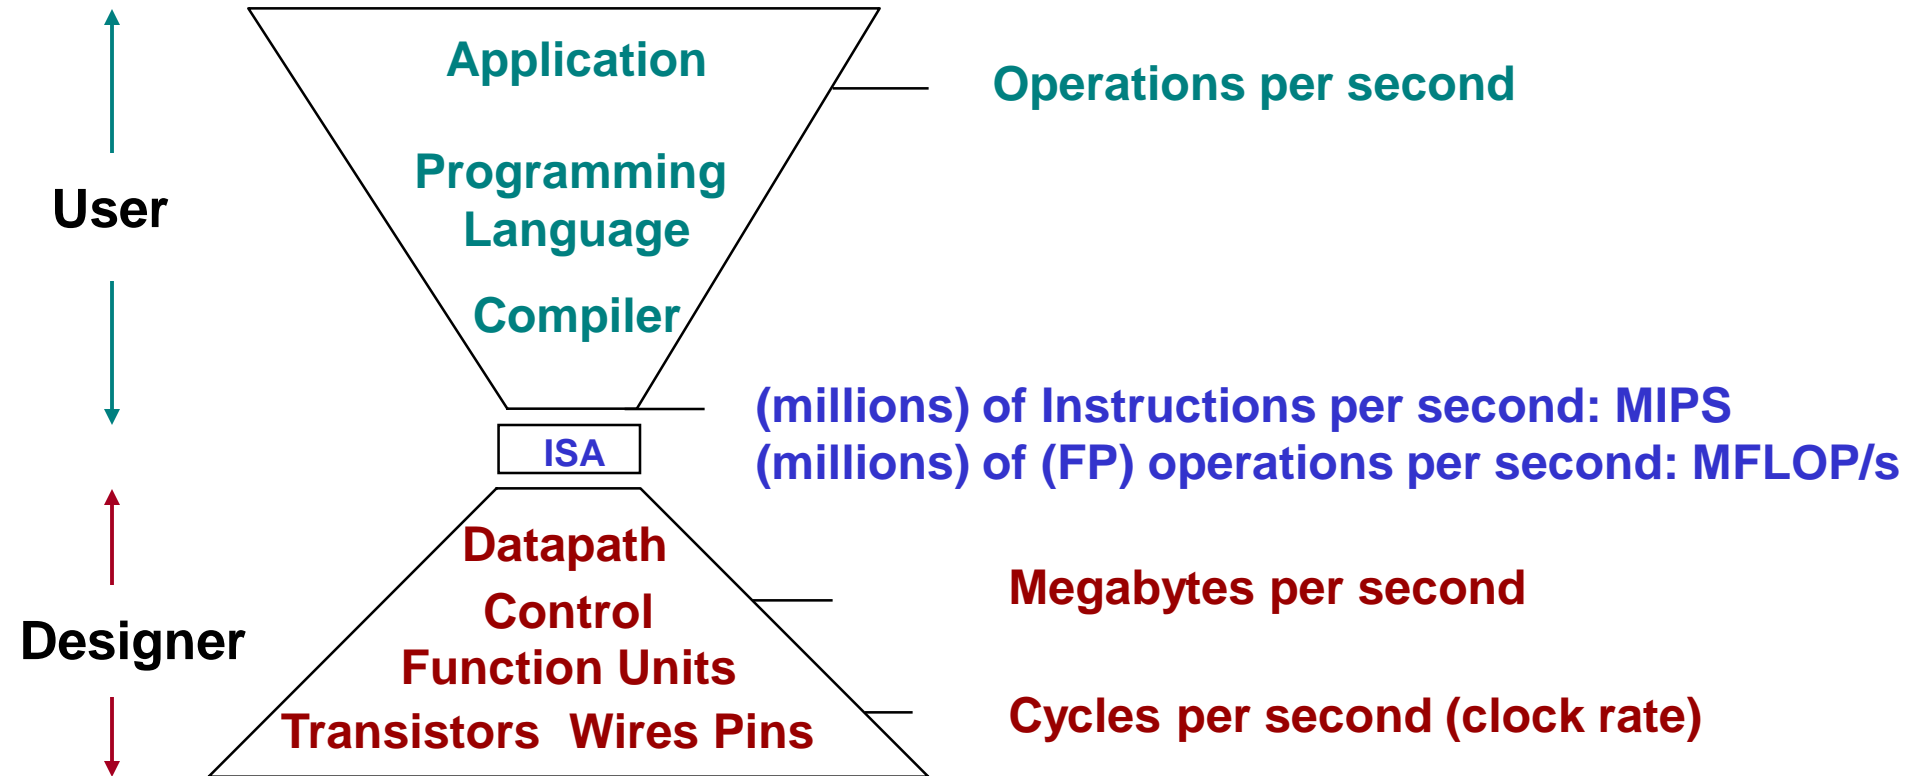 Application
Operations per second
Programming
Language
User
Compiler
(millions) of Instructions per second: MIPS
ISA
(millions) of (FP) operations per second: MFLOP/s
Datapath
Megabytes per second
Control
Designer
Function Units
Transistors Wires Pins
Cycles per second (clock rate)